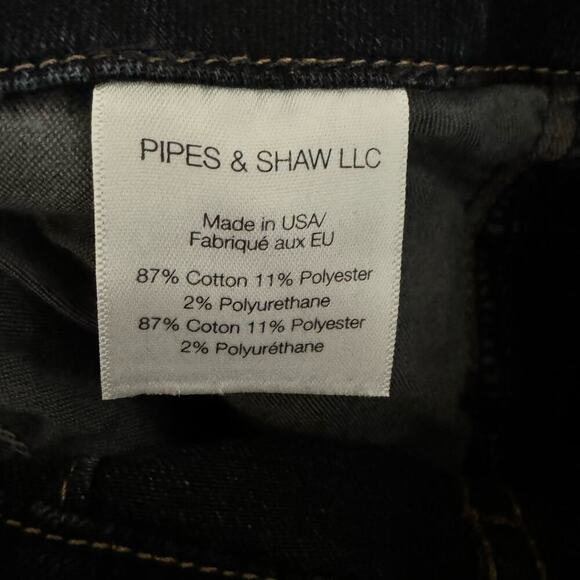 PIPES & SHAW LLC
Made in USA/
Fabriqué aux EU
87% Cotton 11% Polyester
2% Polyurethane
87% Coton 11% Polyester
2% Polyuréthane